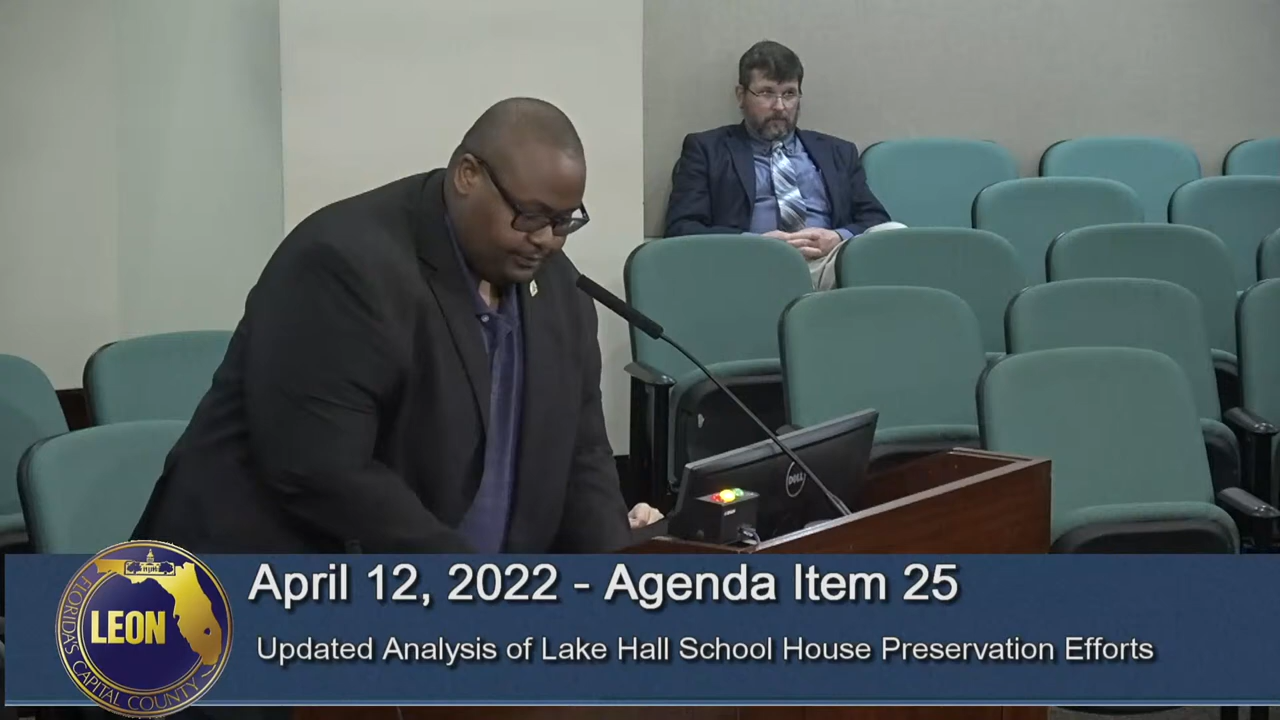 DELL
April 12, 2022 - Agenda Item 25
Updated Analysis of Lake Hall School House Preservation Efforts
LEON
FLORIDA'S CAPITAL COUNTY